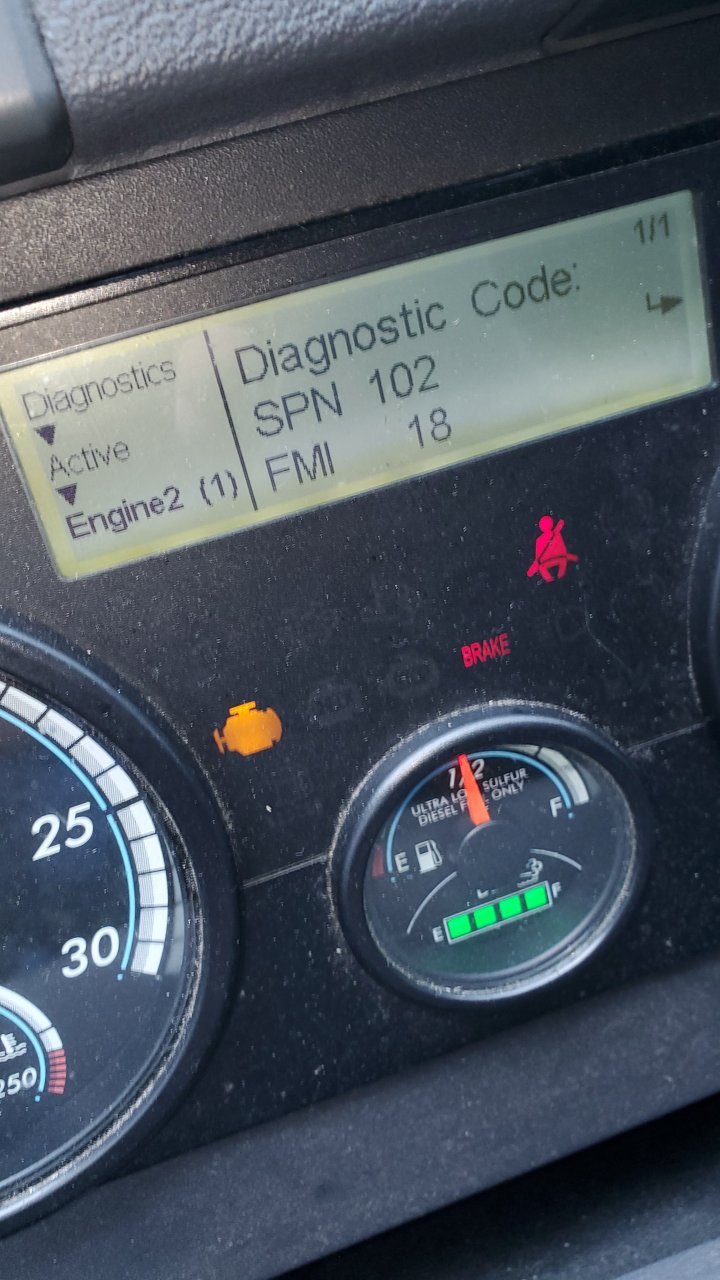 1/1
Diagnostics
Active
Engine2 (1)
Diagnostic Code:
SPN 102
FMI 18
BRAKE
25
30
250
1/2
ULTRA LOW SULFUR
DIESEL FUEL ONLY
E
F
E
F